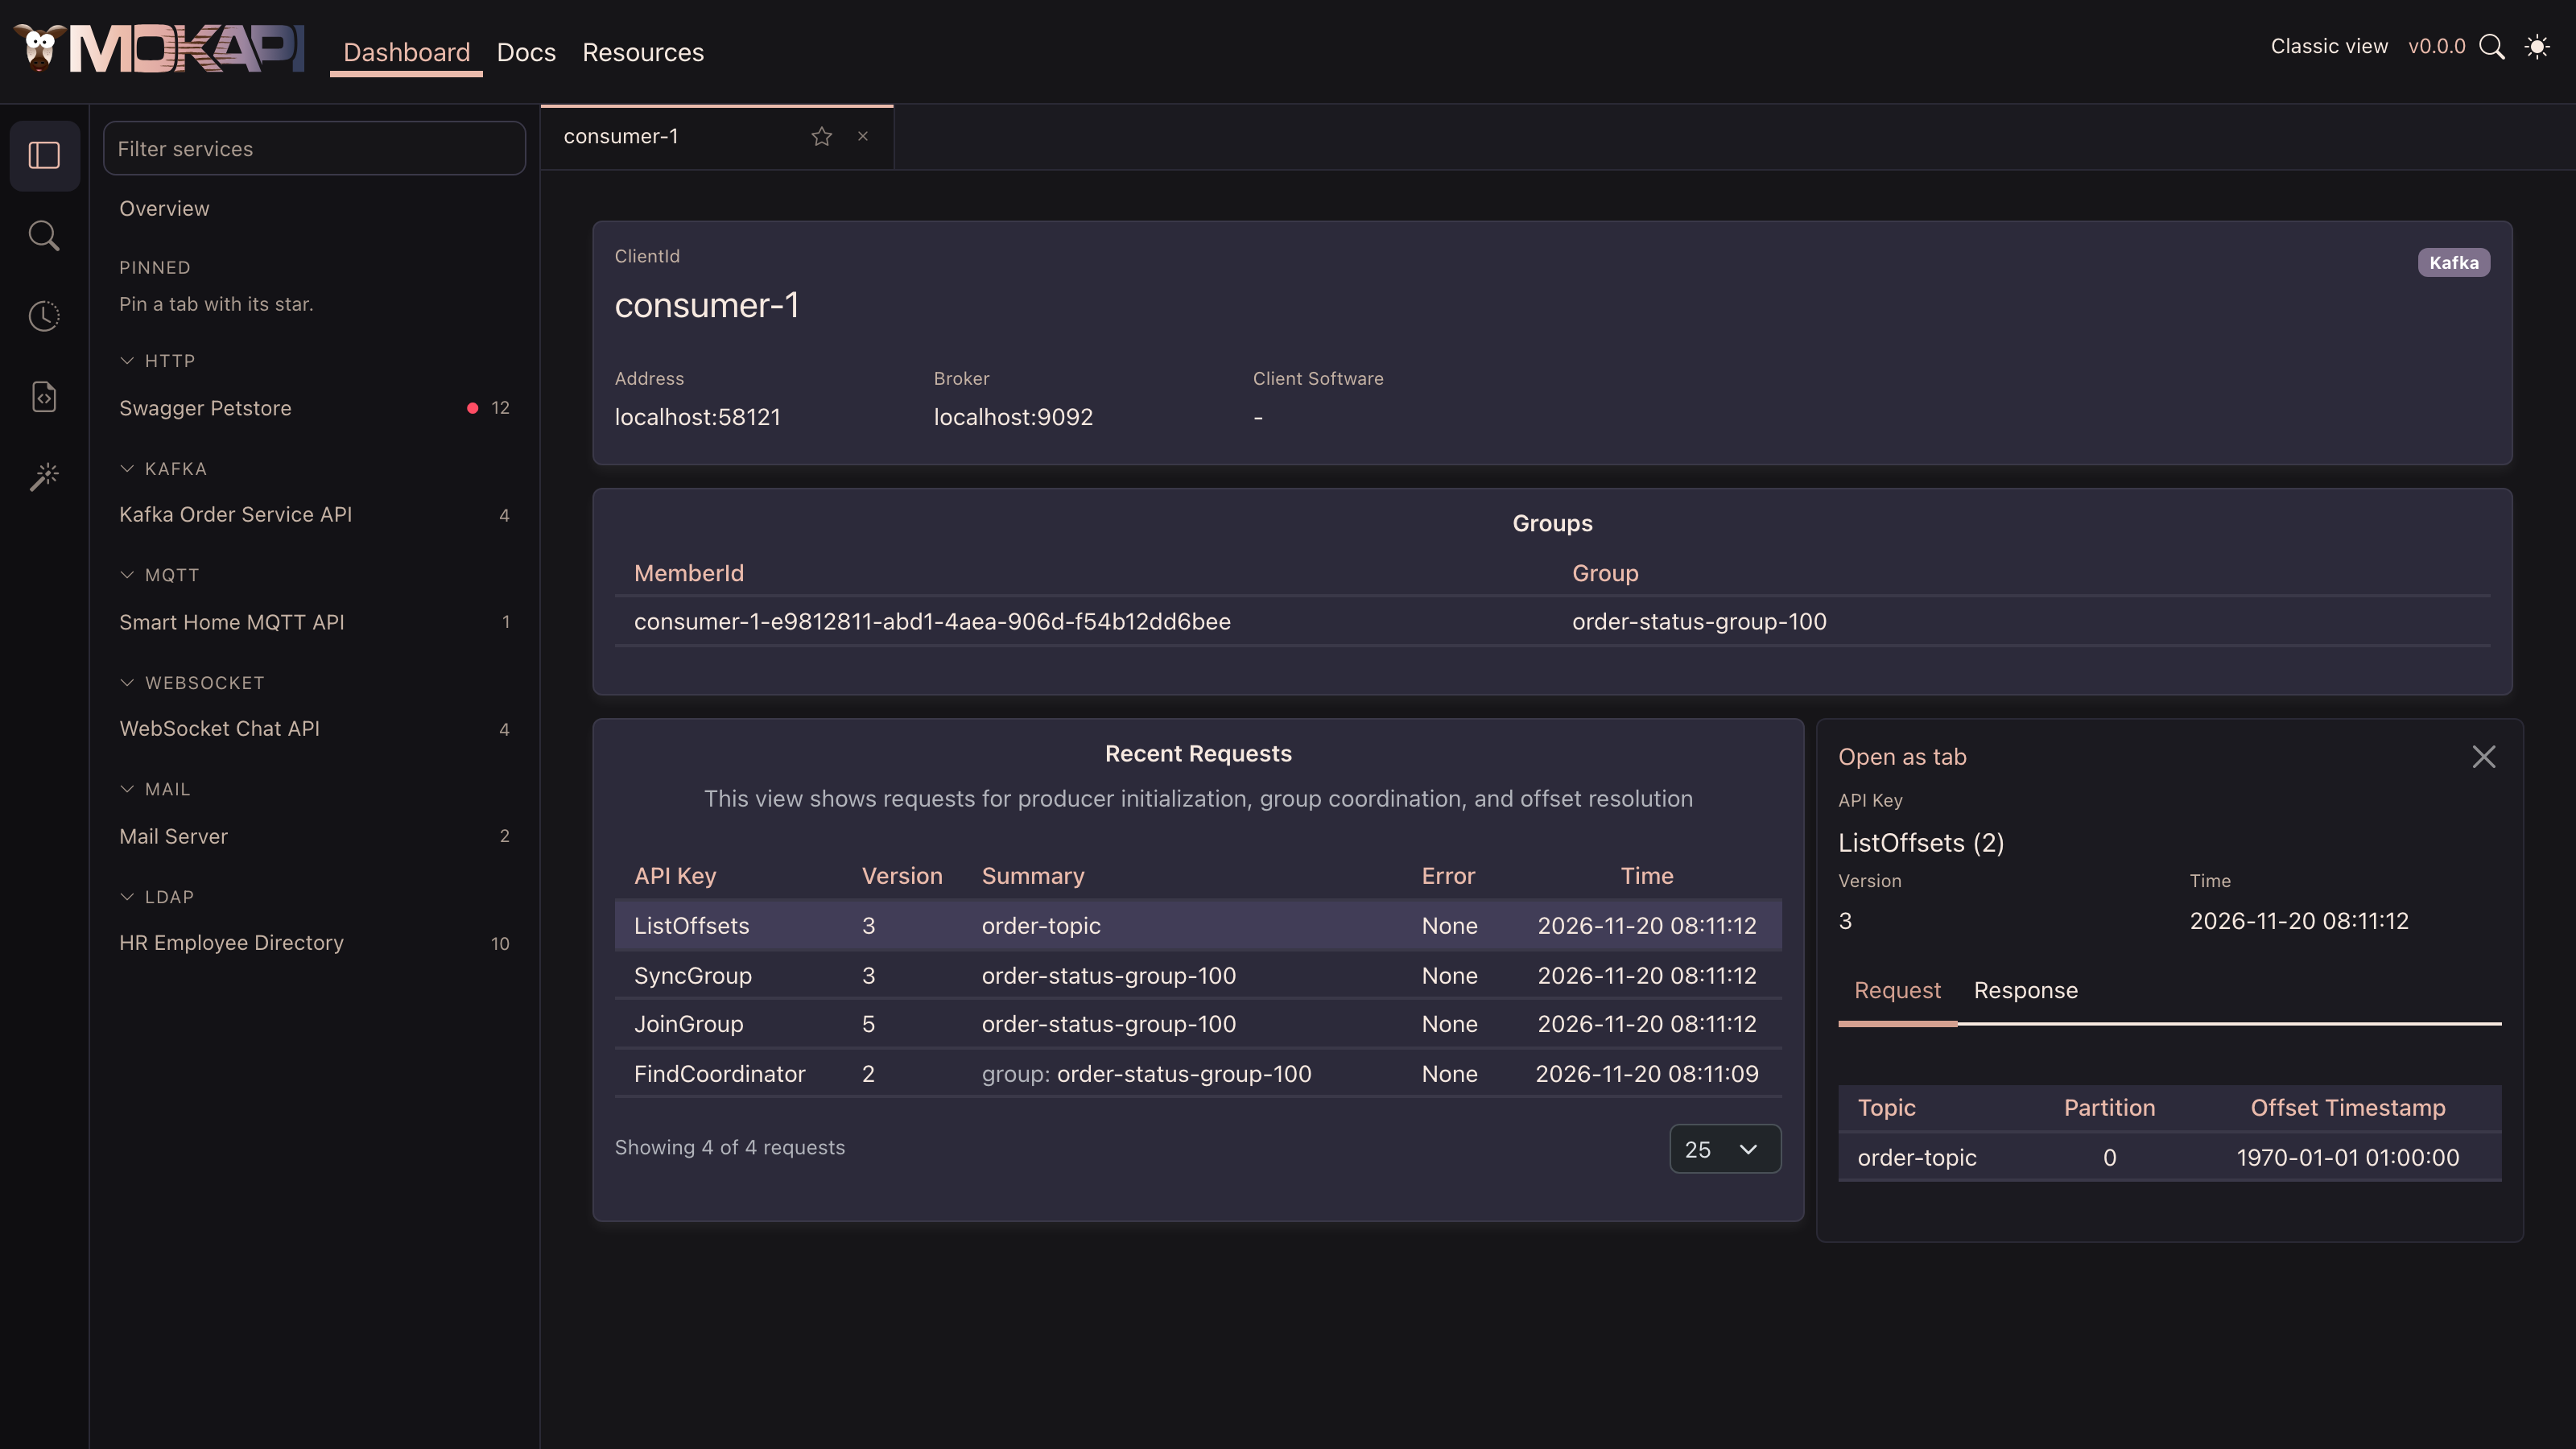 MOKAPI Dashboard Docs Resources Classic view v0.0.0
Filter services
Overview
PINNED
Pin a tab with its star.
HTTP
Swagger Petstore 12
KAFKA
Kafka Order Service API 4
MQTT
Smart Home MQTT API 1
WEBSOCKET
WebSocket Chat API 4
MAIL
Mail Server 2
LDAP
HR Employee Directory 10
consumer-1
ClientId
Kafka
consumer-1
Address Broker Client Software
localhost:58121 localhost:9092 -
Groups
MemberId Group
consumer-1-e9812811-abd1-4aea-906d-f54b12dd6bee order-status-group-100
Recent Requests
This view shows requests for producer initialization, group coordination, and offset resolution
API Key Version Summary Error Time
ListOffsets 3 order-topic None 2026-11-20 08:11:12
SyncGroup 3 order-status-group-100 None 2026-11-20 08:11:12
JoinGroup 5 order-status-group-100 None 2026-11-20 08:11:12
FindCoordinator 2 group: order-status-group-100 None 2026-11-20 08:11:09
Showing 4 of 4 requests 25
Open as tab
API Key
ListOffsets (2)
Version Time
3 2026-11-20 08:11:12
Request Response
Topic Partition Offset Timestamp
order-topic 0 1970-01-01 01:00:00